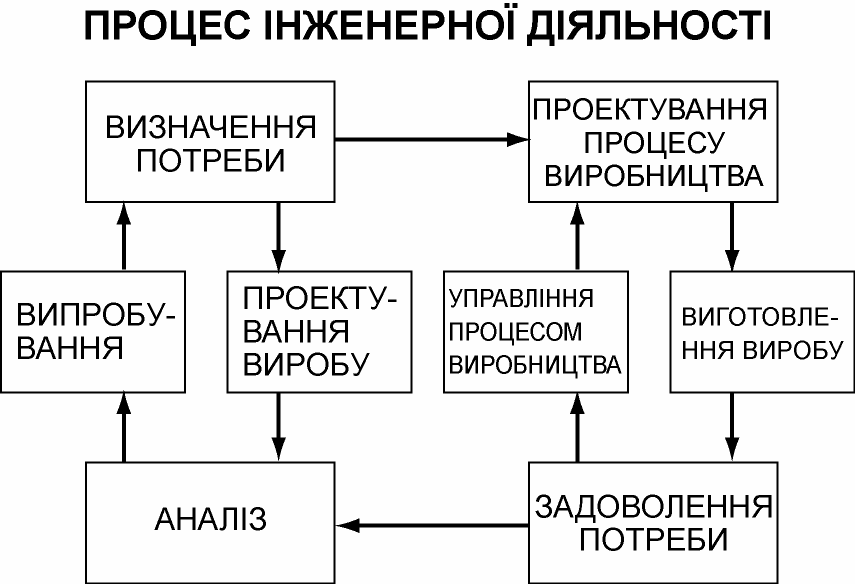 ПРОЦЕС ІНЖЕНЕРНОЇ ДІЯЛЬНОСТІ
ВИЗНАЧЕННЯ
ПОТРЕБИ
ПРОЕКТУВАННЯ
ПРОЦЕСУ
ВИРОБНИЦТВА
ВИПРОБУ-
ВАННЯ
ПРОЕКТУ-
ВАННЯ
ВИРОБУ
УПРАВЛІННЯ
ПРОЦЕСОМ
ВИРОБНИЦТВА
ВИГОТОВЛЕ-
ННЯ ВИРОБУ
АНАЛІЗ
ЗАДОВОЛЕННЯ
ПОТРЕБИ